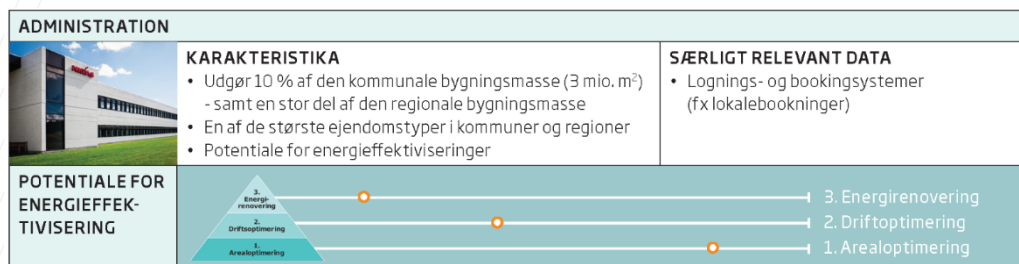 ADMINISTRATION
KARAKTERISTIKA
• Udgør 10 % af den kommunale bygningsmasse (3 mio. m²)
- samt en stor del af den regionale bygningsmasse
• En af de største ejendomstyper i kommuner og regioner
• Potentiale for energieffektiviseringer
SÆRLIGT RELEVANT DATA
• Lognings- og bookingsystemer
(fx lokalebookninger)
POTENTIALE FOR
ENERGIEFFEK-
TIVISERING
3.
Energi-
renovering
2.
Driftsoptimering
1.
Arealoptimering
3. Energirenovering
2. Driftoptimering
1. Arealoptimering